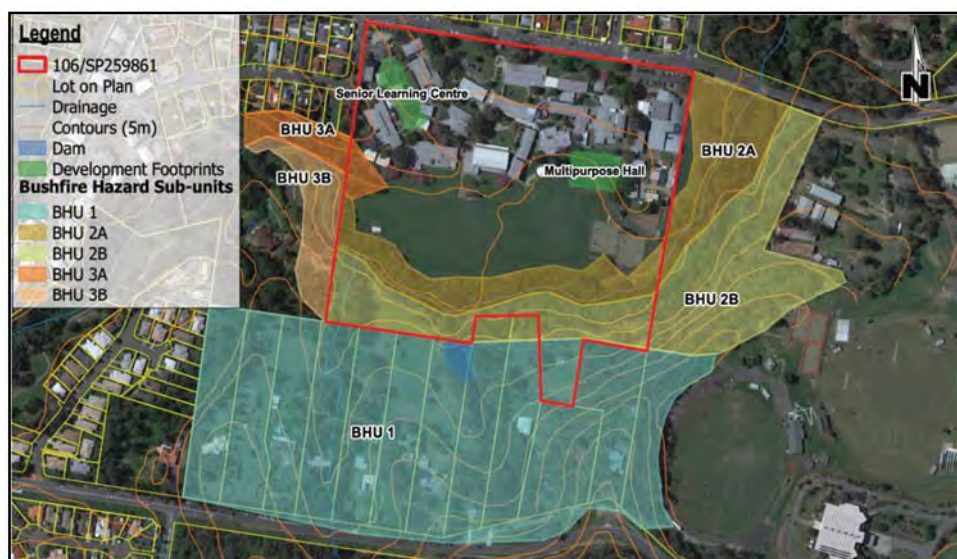 Legend
106/SP259861
Lot on Plan
Drainage
Contours (5m)
Dam
Development Footprints
Bushfire Hazard Sub-units
BHU 1
BHU 2A
BHU 2B
BHU 3A
BHU 3B
N
Senior Learning Centre
BHU 3A
BHU 2A
Multipurpose Hall
BHU 3B
BHU 2B
BHU 1